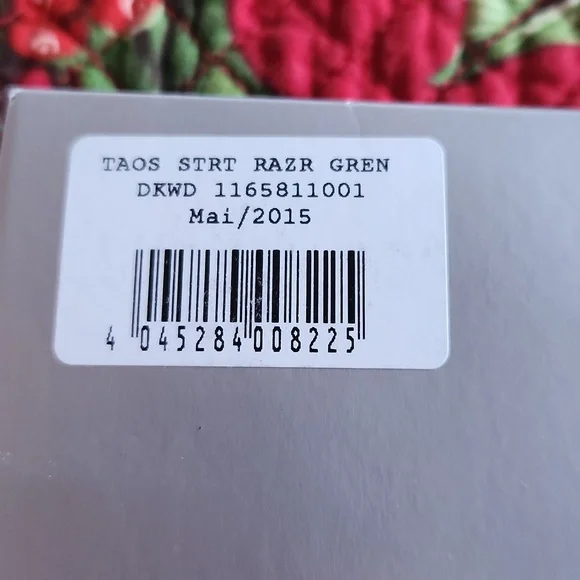 TAOS STRT RAZR GREN
DKWD 1165811001
Mai/2015
4 045284 008225